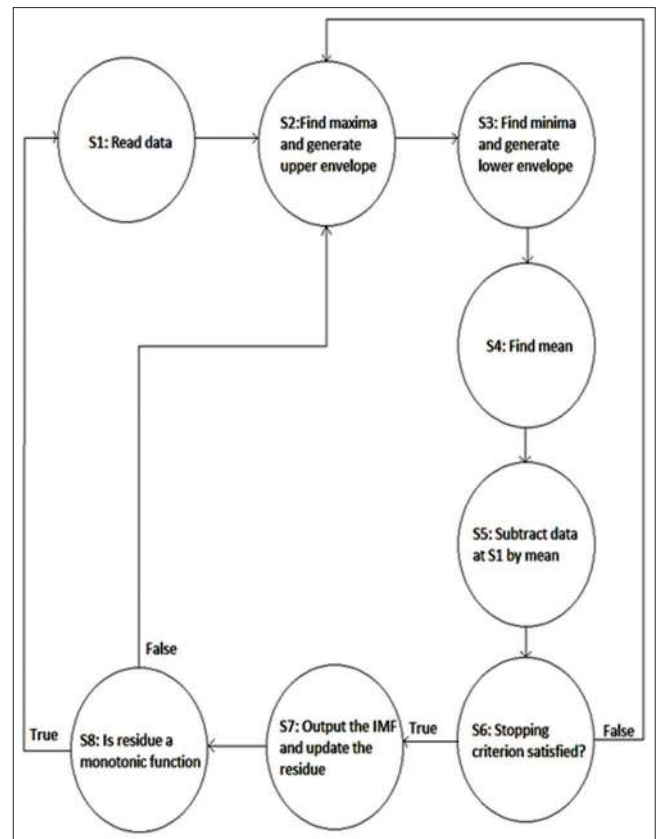 S1: Read data
S2:Find maxima
and generate
upper envelope
S3: Find minima
and generate
lower envelope
S4: Find mean
S5: Subtract data
at S1 by mean
S6: Stopping
criterion satisfied?
False
True
S7: Output the IMF
and update the
residue
S8: Is residue a
monotonic function
False
True